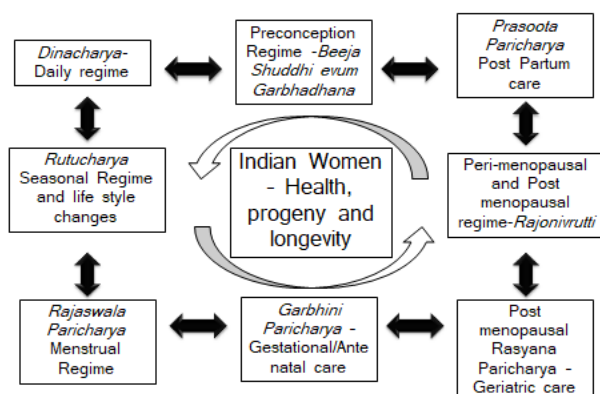 Dinacharya-
Daily regime
Preconception
Regime -Beeja
Shuddhi evum
Garbhadhana
Prasoota
Paricharya
Post Partum
care
Rutucharya
Seasonal Regime
and life style
changes
Indian Women
- Health,
progeny and
longevity
Peri-menopausal
and Post
menopausal
regime-Rajonivrutti
Rajaswala
Paricharya
Menstrual
Regime
Garbhini
Paricharya -
Gestational/Ante
natal care
Post
menopausal
Rasyana
Paricharya -
Geriatric care